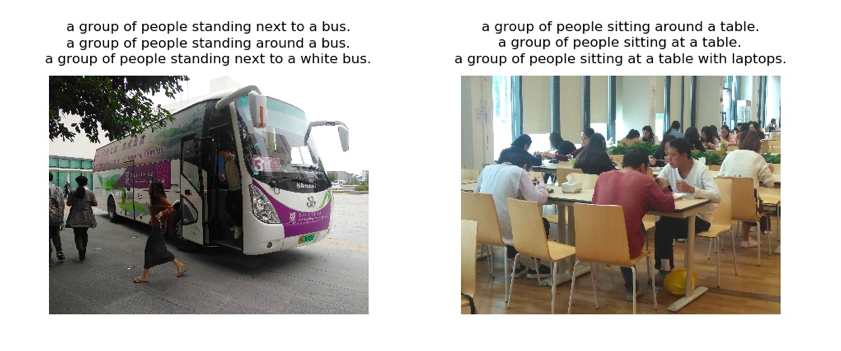 a group of people standing next to a bus.
a group of people standing around a bus.
a group of people standing next to a white bus.
a group of people sitting around a table.
a group of people sitting at a table.
a group of people sitting at a table with laptops.